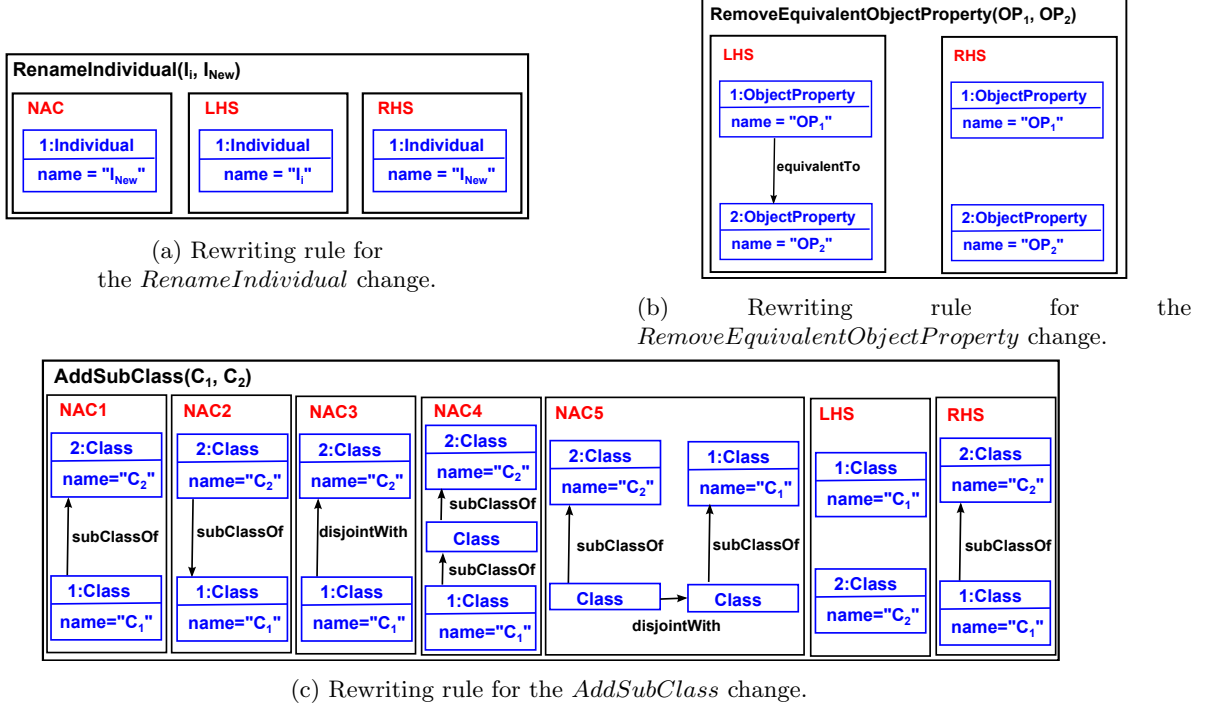 RenameIndividual(I_i, I_New)
NAC
LHS
RHS
1:Individual
name = "I_New"
1:Individual
name = "I_i"
1:Individual
name = "I_New"
(a) Rewriting rule for
the RenameIndividual change.
RemoveEquivalentObjectProperty(OP_1, OP_2)
LHS
RHS
1:ObjectProperty
name = "OP_1"
equivalentTo
2:ObjectProperty
name = "OP_2"
1:ObjectProperty
name = "OP_1"
2:ObjectProperty
name = "OP_2"
(b) Rewriting rule for the
RemoveEquivalentObjectProperty change.
AddSubClass(C_1, C_2)
NAC1
2:Class
name="C_2"
subClassOf
1:Class
name="C_1"
NAC2
2:Class
name="C_2"
subClassOf
1:Class
name="C_1"
NAC3
2:Class
name="C_2"
disjointWith
1:Class
name="C_1"
NAC4
2:Class
name="C_2"
subClassOf
Class
subClassOf
1:Class
name="C_1"
NAC5
2:Class
name="C_2"
subClassOf
Class
1:Class
name="C_1"
subClassOf
Class
disjointWith
LHS
1:Class
name="C_1"
2:Class
name="C_2"
RHS
2:Class
name="C_2"
subClassOf
1:Class
name="C_1"
(c) Rewriting rule for the AddSubClass change.